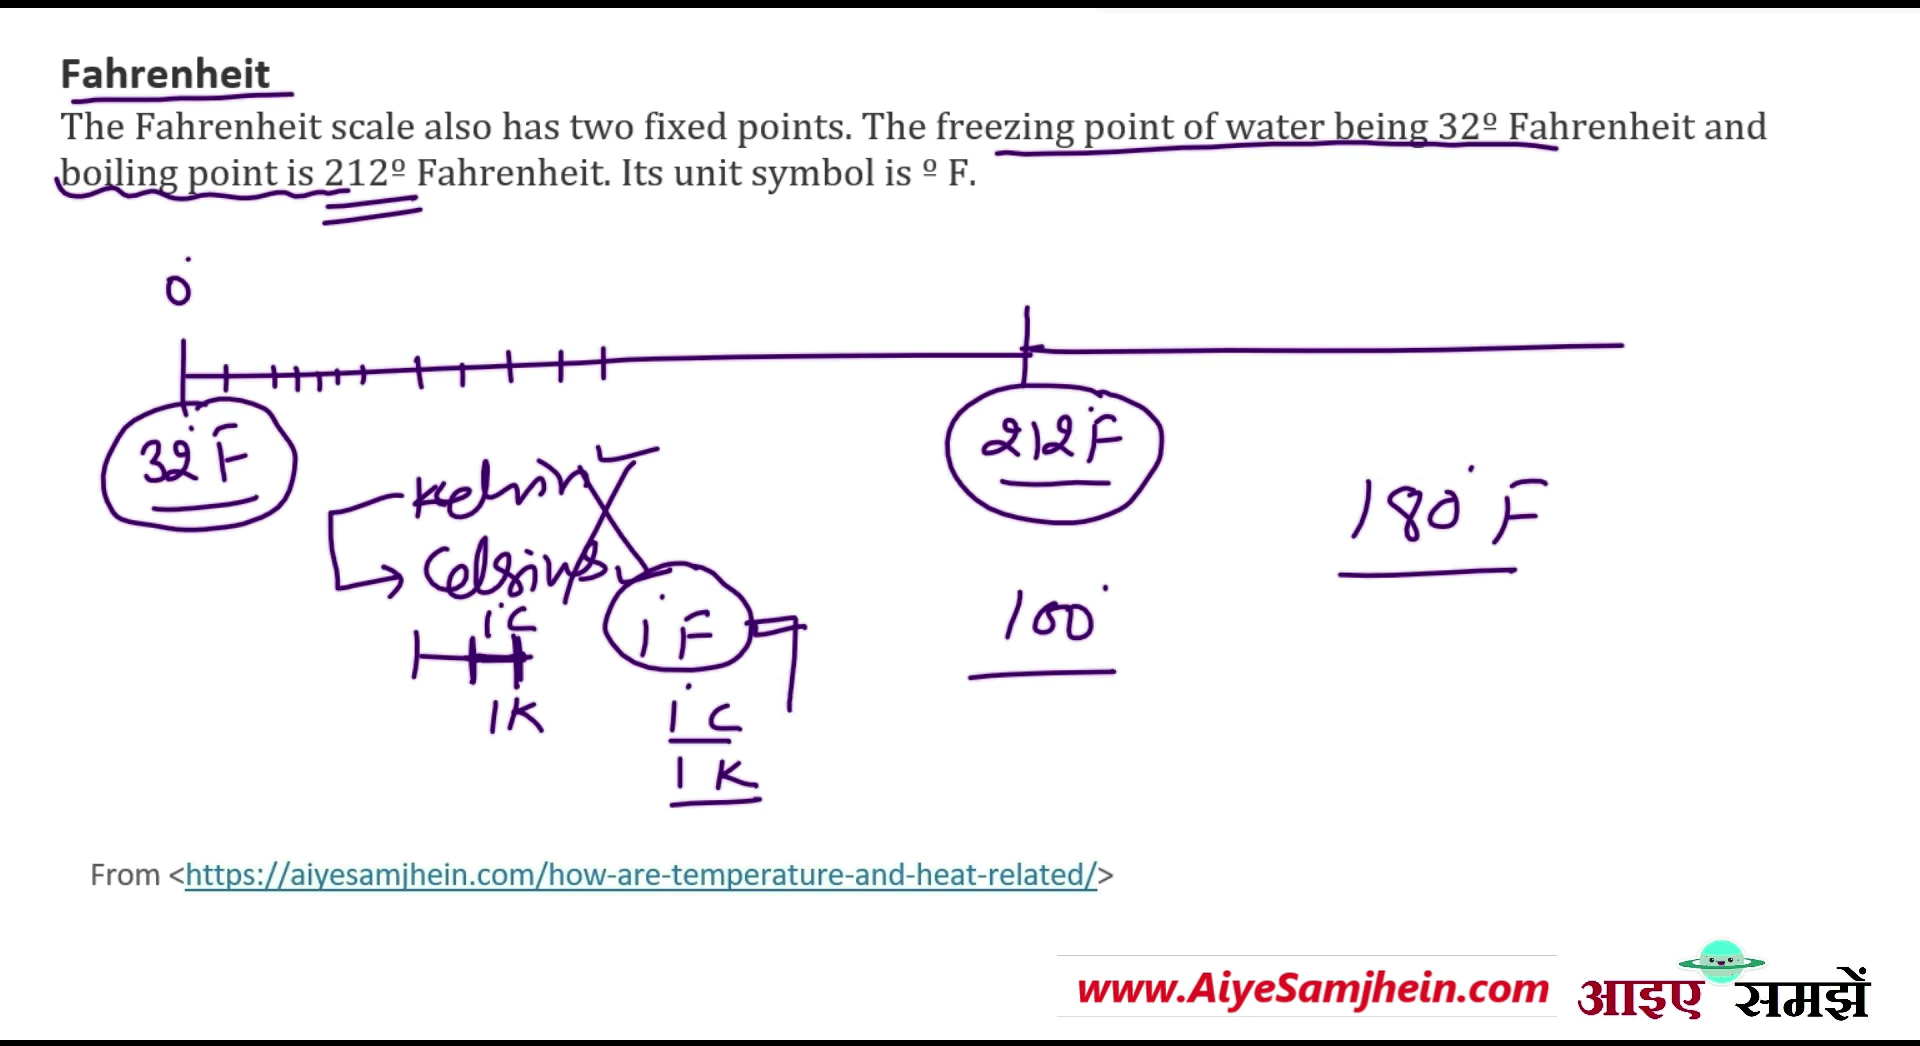 Fahrenheit
The Fahrenheit scale also has two fixed points. The freezing point of water being 32º Fahrenheit and
boiling point is 212º Fahrenheit. Its unit symbol is º F.
0°
32°F
212°F
Kelvin
Celsius
180°F
1°C
1°F
100°
1K
1°C
1K
From <https://aiyesamjhein.com/how-are-temperature-and-heat-related/>
www.AiyeSamjhein.com आइए समझें